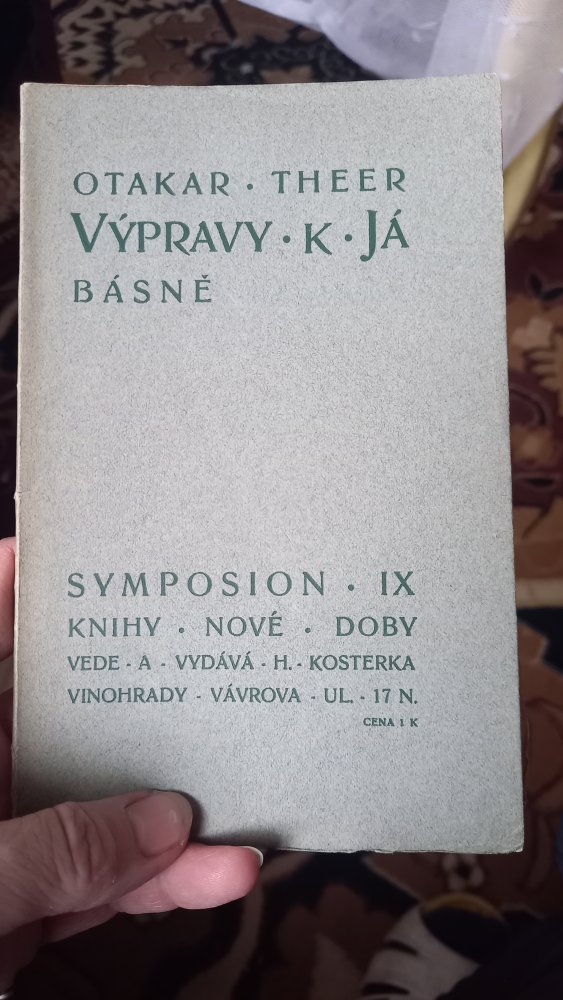 OTAKAR · THEER
VÝPRAVY · K · JÁ
BÁSNĚ
SYMPOSION · IX
KNIHY · NOVÉ · DOBY
VEDE · A · VYDÁVÁ · H. · KOSTERKA
VINOHRADY · VÁVROVA · UL. · 17 N.
CENA 1 K